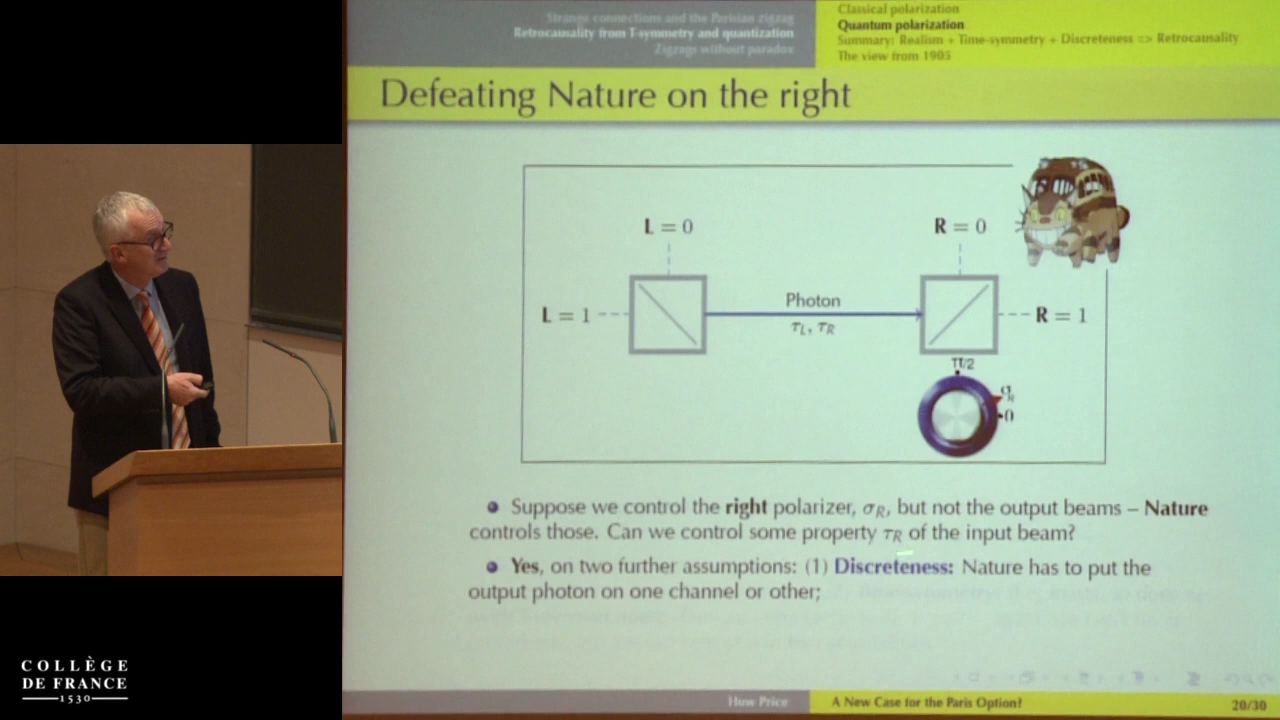 Strange connections and the Parisian zigzag
Retrocausality from T-symmetry and quantization
Zigzags without paradox
Classical polarization
Quantum polarization
Summary: Realism + Time-symmetry + Discreteness => Retrocausality
The view from 1905
Defeating Nature on the right
L = 0
R = 0
L = 1
Photon
R = 1
τL, τR
π/2
σR
0
• Suppose we control the right polarizer, σR, but not the output beams – Nature
controls those. Can we control some property τR of the input beam?
• Yes, on two further assumptions: (1) Discreteness: Nature has to put the
output photon on one channel or other;
COLLÈGE
DE FRANCE
1530
Huw Price
A New Case for the Paris Option?
20/30